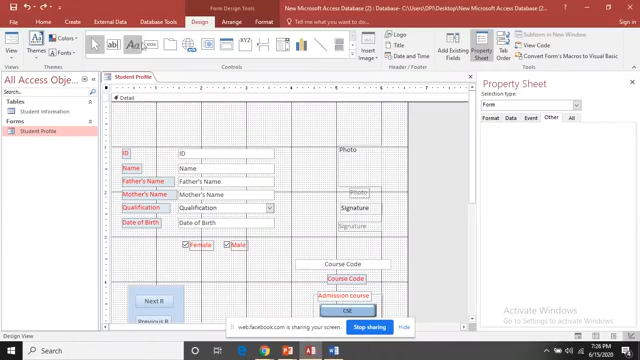 Form Design Tools
New Microsoft Access Database (2) : Database- C:\Users\DP\Desktop\New Microsoft Access Database (2).
File Home Create External Data Database Tools Design Tell me what you want to do
View
Views
Themes
Colors
Fonts
Themes
Controls
Insert Image
Logo
Title
Date and Time
Header / Footer
Add Existing Fields
Property Sheet
Tab Order
Subform in New Window
View Code
Convert Form's Macros to Visual Basic
Tools
All Access Obje...
Search...
Tables
Student Information
Forms
Student Profile
Student Profile
Detail
ID ID
Name Name
Father's Name Father's Name
Mother's Name Mother's Name
Qualification Qualification
Date of Birth Date of Birth
Female Male
Photo
Photo
Signature
Signature
Course Code
Course Code
Admission course
CSE
Next R
Previous R
Property Sheet
Selection type:
Form
Format Data Event Other All
Activate Windows
Go to Settings to activate Windows.
web.facebook.com is sharing your screen.
Stop sharing
Hide
Design View
Search
7:26 PM
6/15/2020